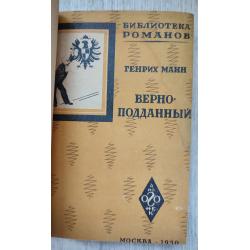 БИБЛИОТЕКА
РОМАНОВ
ГЕНРИХ МАНН
ВЕРНО-
ПОДДАННЫЙ
МОСКВА • 1930